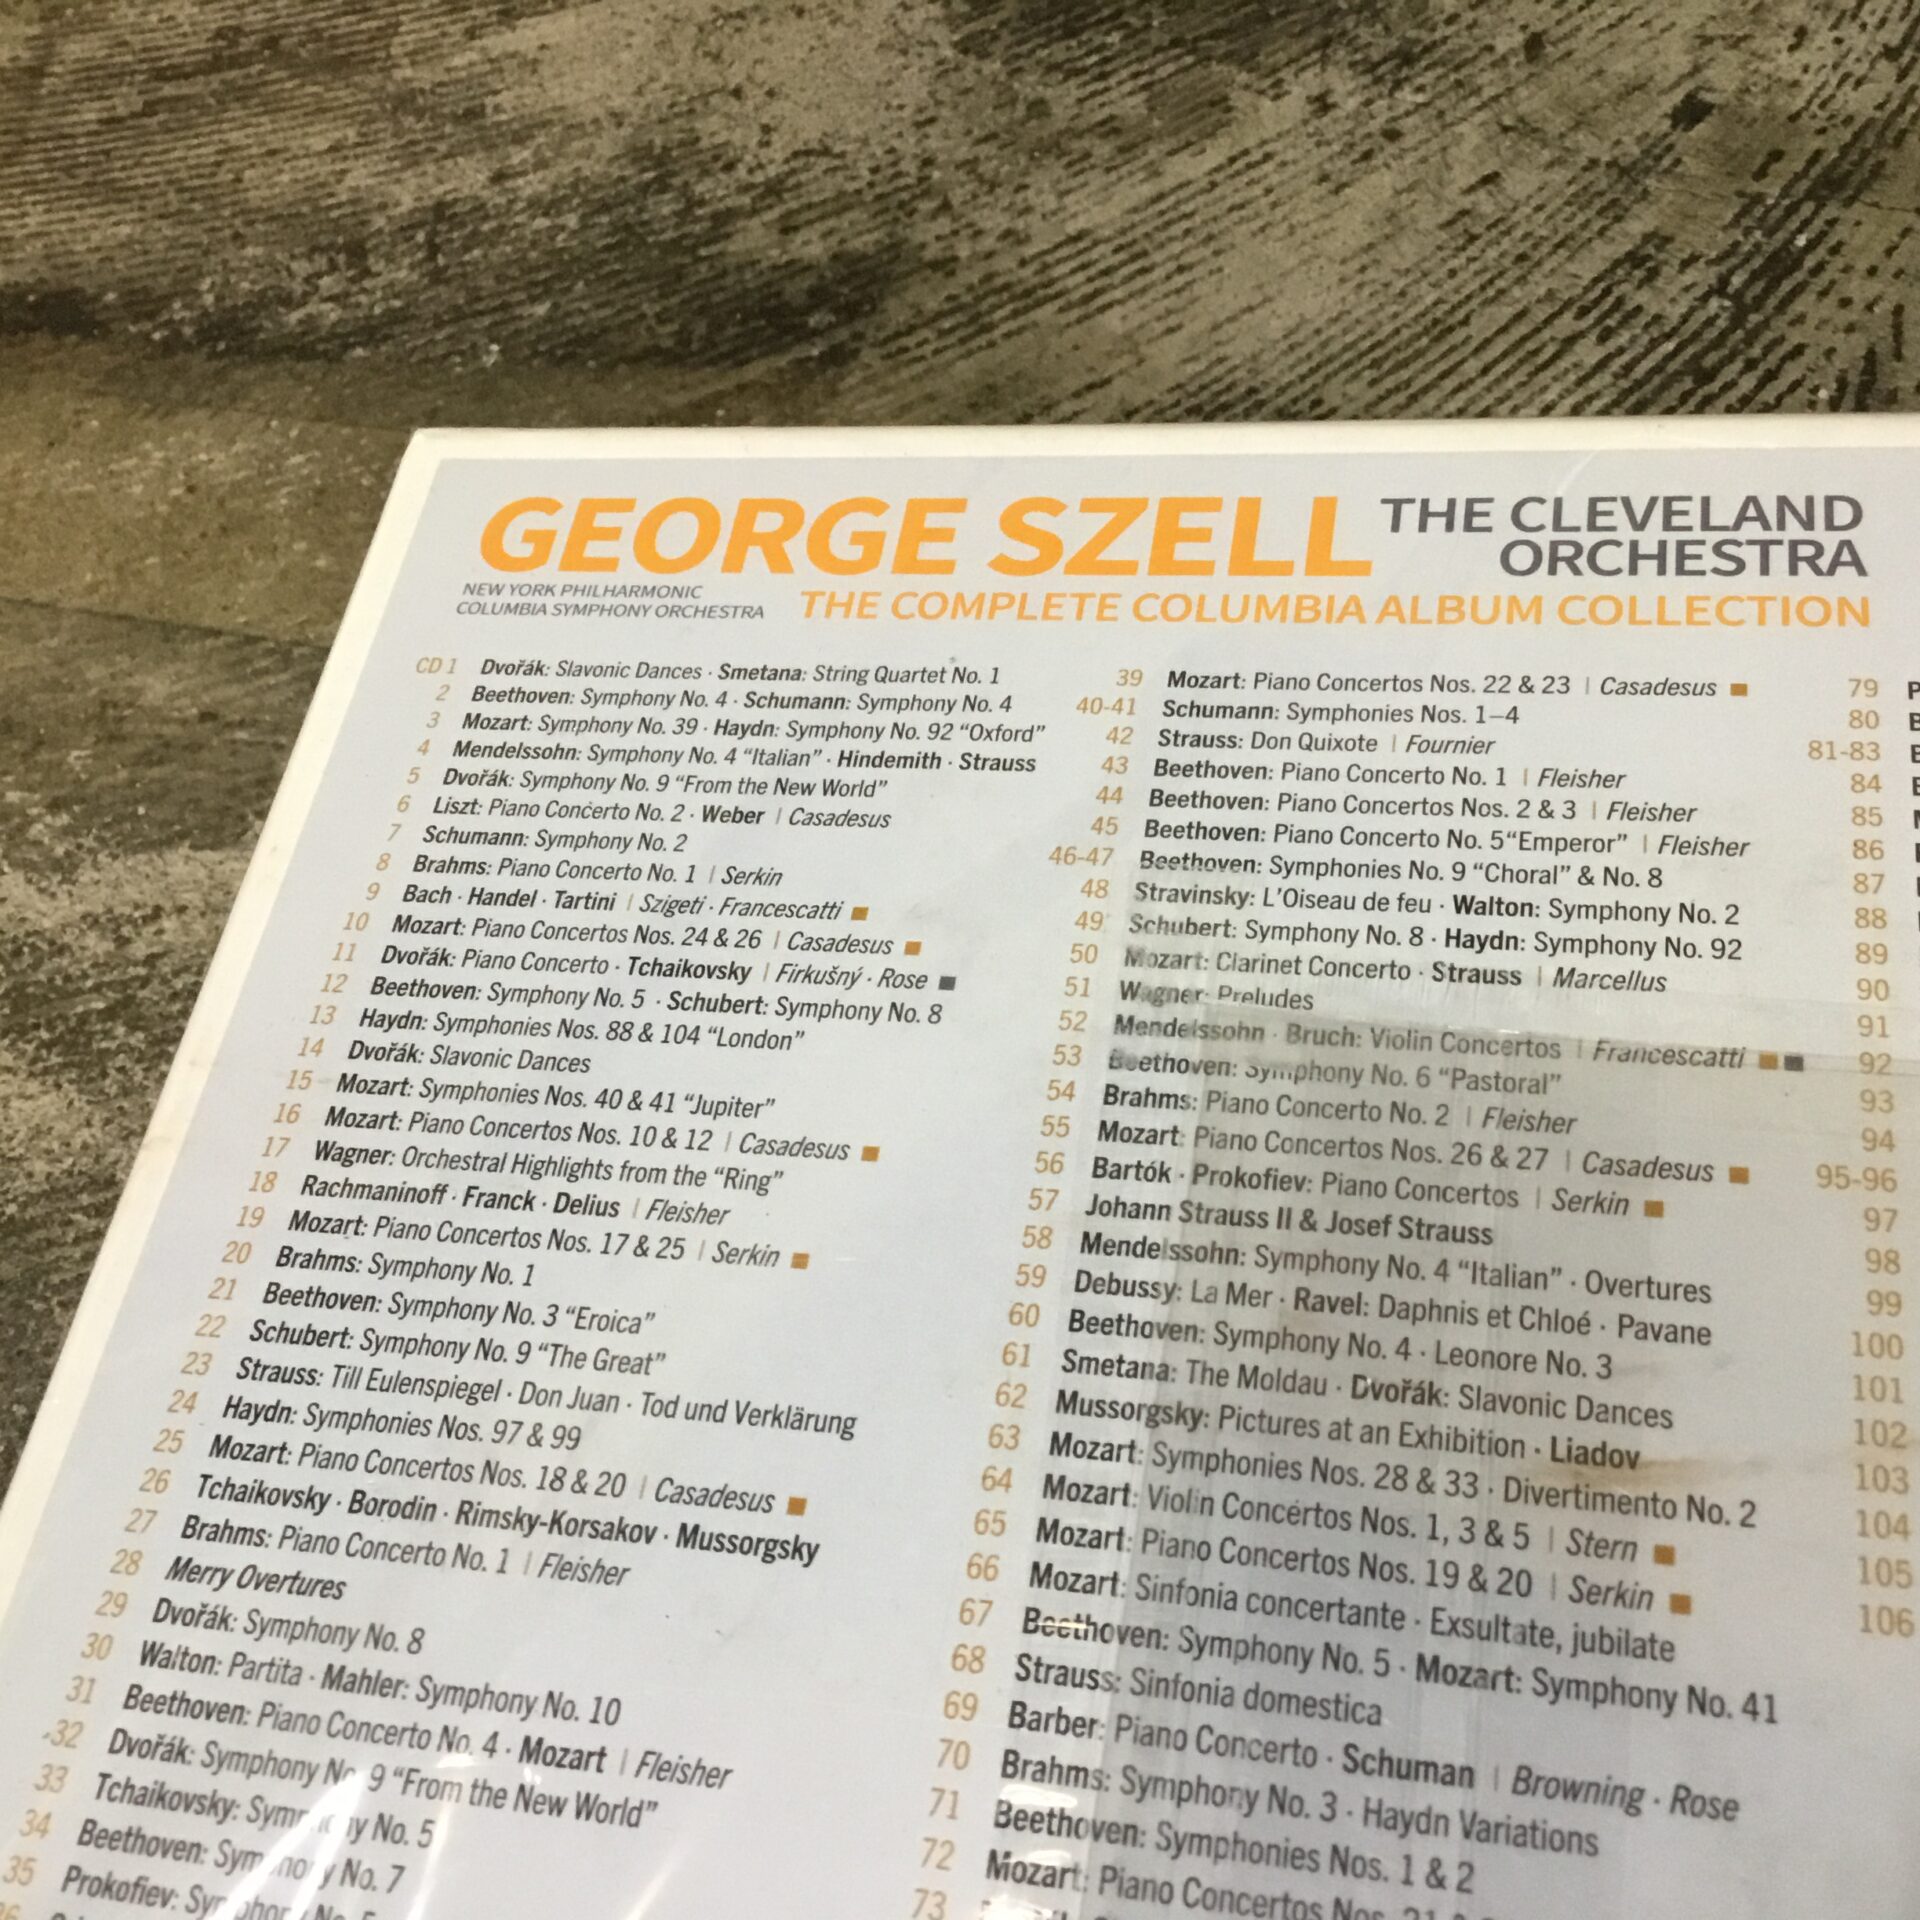 GEORGE SZELL THE CLEVELAND ORCHESTRA
NEW YORK PHILHARMONIC
COLUMBIA SYMPHONY ORCHESTRA
THE COMPLETE COLUMBIA ALBUM COLLECTION
CD 1 Dvořák: Slavonic Dances · Smetana: String Quartet No. 1
2 Beethoven: Symphony No. 4 · Schumann: Symphony No. 4
3 Mozart: Symphony No. 39 · Haydn: Symphony No. 92 “Oxford”
4 Mendelssohn: Symphony No. 4 “Italian” · Hindemith · Strauss
5 Dvořák: Symphony No. 9 “From the New World”
6 Liszt: Piano Concerto No. 2 · Weber | Casadesus
7 Schumann: Symphony No. 2
8 Brahms: Piano Concerto No. 1 | Serkin
9 Bach · Handel · Tartini | Szigeti · Francescatti
10 Mozart: Piano Concertos Nos. 24 & 26 | Casadesus
11 Dvořák: Piano Concerto · Tchaikovsky | Firkušný · Rose
12 Beethoven: Symphony No. 5 · Schubert: Symphony No. 8
13 Haydn: Symphonies Nos. 88 & 104 “London”
14 Dvořák: Slavonic Dances
15 Mozart: Symphonies Nos. 40 & 41 “Jupiter”
16 Mozart: Piano Concertos Nos. 10 & 12 | Casadesus
17 Wagner: Orchestral Highlights from the “Ring”
18 Rachmaninoff · Franck · Delius | Fleisher
19 Mozart: Piano Concertos Nos. 17 & 25 | Serkin
20 Brahms: Symphony No. 1
21 Beethoven: Symphony No. 3 “Eroica”
22 Schubert: Symphony No. 9 “The Great”
23 Strauss: Till Eulenspiegel · Don Juan · Tod und Verklärung
24 Haydn: Symphonies Nos. 97 & 99
25 Mozart: Piano Concertos Nos. 18 & 20 | Casadesus
26 Tchaikovsky · Borodin · Rimsky-Korsakov · Mussorgsky
27 Brahms: Piano Concerto No. 1 | Fleisher
28 Merry Overtures
29 Dvořák: Symphony No. 8
30 Walton: Partita · Mahler: Symphony No. 10
31 Beethoven: Piano Concerto No. 4 · Mozart | Fleisher
32 Dvořák: Symphony No. 9 “From the New World”
33 Tchaikovsky: Symphony No. 5
34 Beethoven: Symphony No. 7
35 Prokofiev: Symphony No. 5
39 Mozart: Piano Concertos Nos. 22 & 23 | Casadesus
40-41 Schumann: Symphonies Nos. 1–4
42 Strauss: Don Quixote | Fournier
43 Beethoven: Piano Concerto No. 1 | Fleisher
44 Beethoven: Piano Concertos Nos. 2 & 3 | Fleisher
45 Beethoven: Piano Concerto No. 5 “Emperor” | Fleisher
46-47 Beethoven: Symphonies No. 9 “Choral” & No. 8
48 Stravinsky: L’Oiseau de feu · Walton: Symphony No. 2
49 Schubert: Symphony No. 8 · Haydn: Symphony No. 92
50 Mozart: Clarinet Concerto · Strauss | Marcellus
51 Wagner: Preludes
52 Mendelssohn · Bruch: Violin Concertos | Francescatti
53 Beethoven: Symphony No. 6 “Pastoral”
54 Brahms: Piano Concerto No. 2 | Fleisher
55 Mozart: Piano Concertos Nos. 26 & 27 | Casadesus
56 Bartók · Prokofiev: Piano Concertos | Serkin
57 Johann Strauss II & Josef Strauss
58 Mendelssohn: Symphony No. 4 “Italian” · Overtures
59 Debussy: La Mer · Ravel: Daphnis et Chloé · Pavane
60 Beethoven: Symphony No. 4 · Leonore No. 3
61 Smetana: The Moldau · Dvořák: Slavonic Dances
62 Mussorgsky: Pictures at an Exhibition · Liadov
63 Mozart: Symphonies Nos. 28 & 33 · Divertimento No. 2
64 Mozart: Violin Concertos Nos. 1, 3 & 5 | Stern
65 Mozart: Piano Concertos Nos. 19 & 20 | Serkin
66 Mozart: Sinfonia concertante · Exsultate, jubilate
67 Beethoven: Symphony No. 5 · Mozart: Symphony No. 41
68 Strauss: Sinfonia domestica
69 Barber: Piano Concerto · Schuman | Browning · Rose
70 Brahms: Symphony No. 3 · Haydn Variations
71 Beethoven: Symphonies Nos. 1 & 2
72 Mozart: Piano Concertos Nos.
73
79
80
81-83
84
85
86
87
88
89
90
91
92
93
94
95-96
97
98
99
100
101
102
103
104
105
106